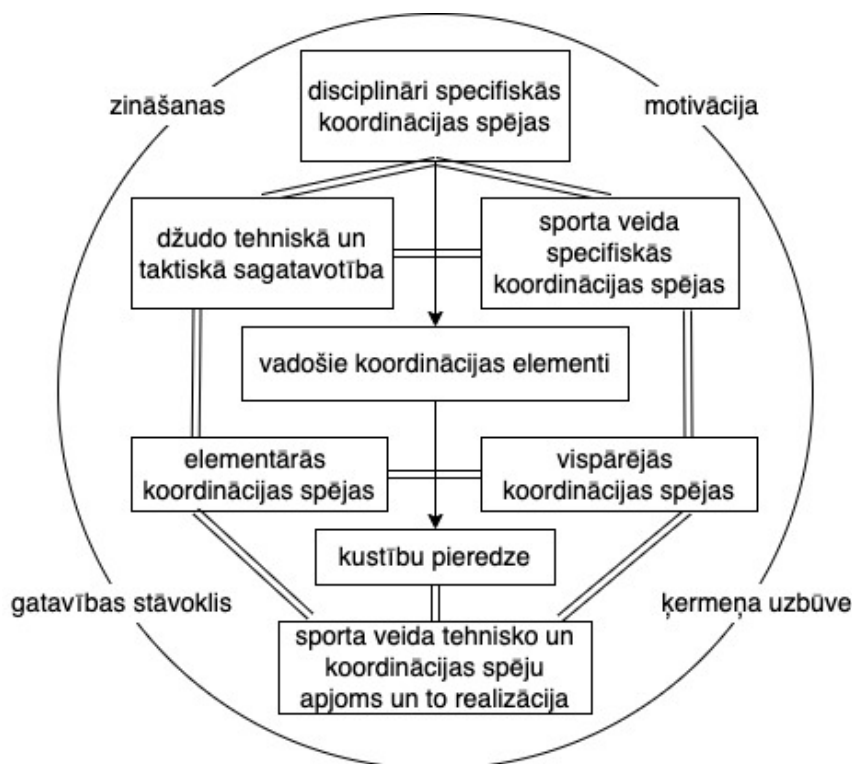 disciplināri specifiskās
koordinācijas spējas
zināšanas
motivācija
džudo tehniskā un
taktiskā sagatavotība
sporta veida
specifiskās
koordinācijas spējas
vadošie koordinācijas elementi
elementārās
koordinācijas spējas
vispārējās
koordinācijas spējas
kustību pieredze
gatavības stāvoklis
ķermeņa uzbūve
sporta veida tehnisko un
koordinācijas spēju
apjoms un to realizācija